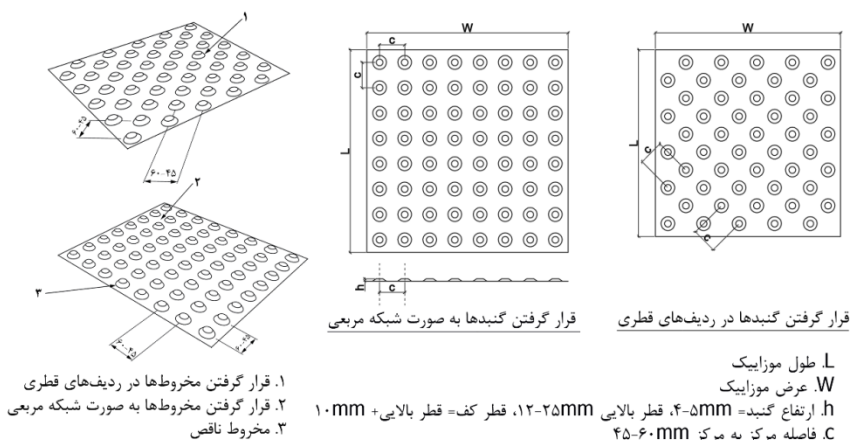 ۱
۶۰-۴۵
۶۰-۴۵
۲
۳
۶۰-۴۵
۶۰-۴۵
۱. قرار گرفتن مخروط‌ها در ردیف‌های قطری
۲. قرار گرفتن مخروط‌ها به صورت شبکه مربعی
۳. مخروط ناقص
W
c
c
L
h
c
قرار گرفتن گنبدها به صورت شبکه مربعی
W
L
c
c
قرار گرفتن گنبدها در ردیف‌های قطری
L. طول موزاییک
W. عرض موزاییک
h. ارتفاع گنبد= ۴-۵mm، قطر بالایی ۱۲-۲۵mm، قطر کف= قطر بالایی+ ۱۰mm
C. فاصله مرکز به مرکز ۴۵-۶۰mm